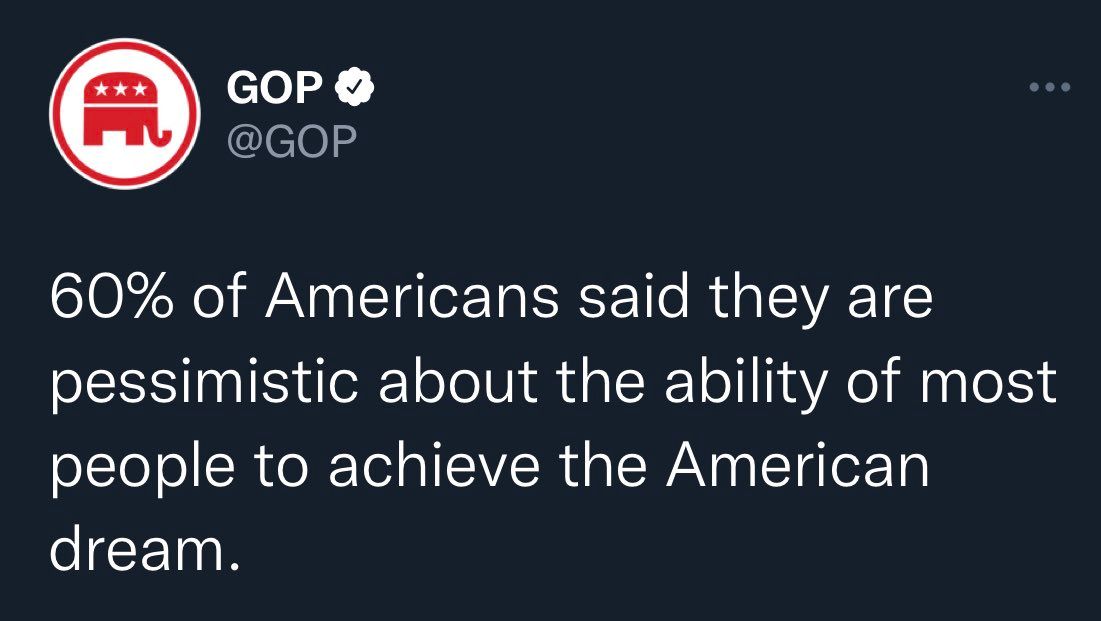 GOP
@GOP
60% of Americans said they are
pessimistic about the ability of most
people to achieve the American
dream.